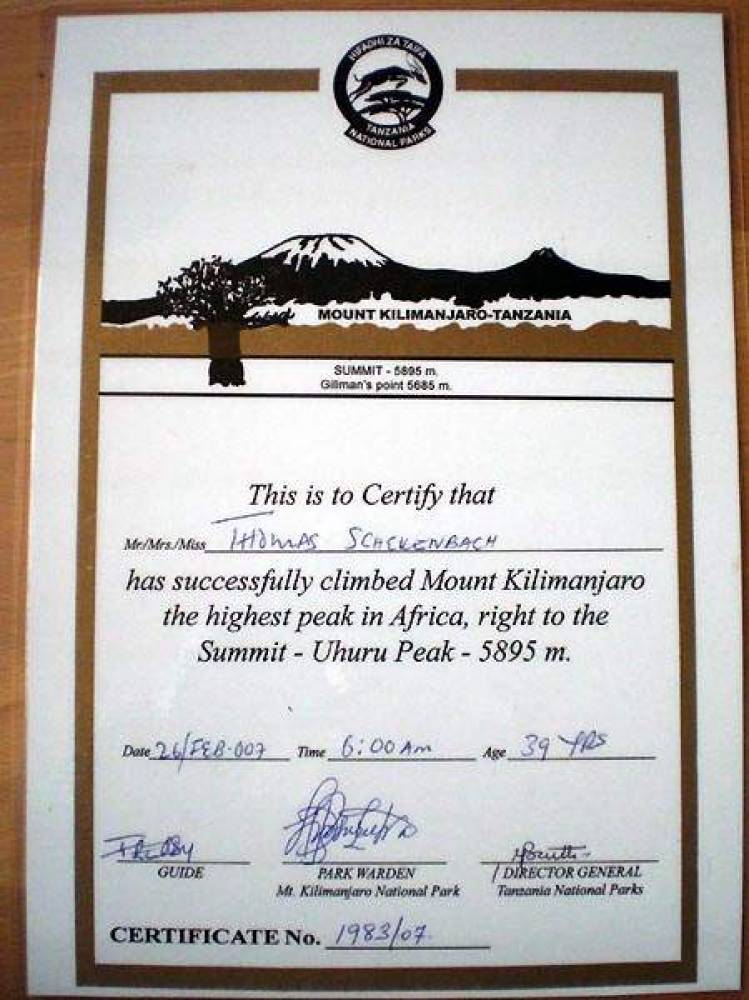 HIFADHI ZA TAIFA
TANZANIA
NATIONAL PARKS
MOUNT KILIMANJARO-TANZANIA
SUMMIT - 5895 m,
Gillman's point 5685 m.
This is to Certify that
Mr/Mrs./Miss THOMAS SCHCKENBACH
has successfully climbed Mount Kilimanjaro
the highest peak in Africa, right to the
Summit - Uhuru Peak - 5895 m.
Date 26/FEB-007 Time 6:00 Am Age 39 YRS
FREDDY
GUIDE PARK WARDEN DIRECTOR GENERAL
Mt. Kilimanjaro National Park Tanzania National Parks
CERTIFICATE No. 1983/07.